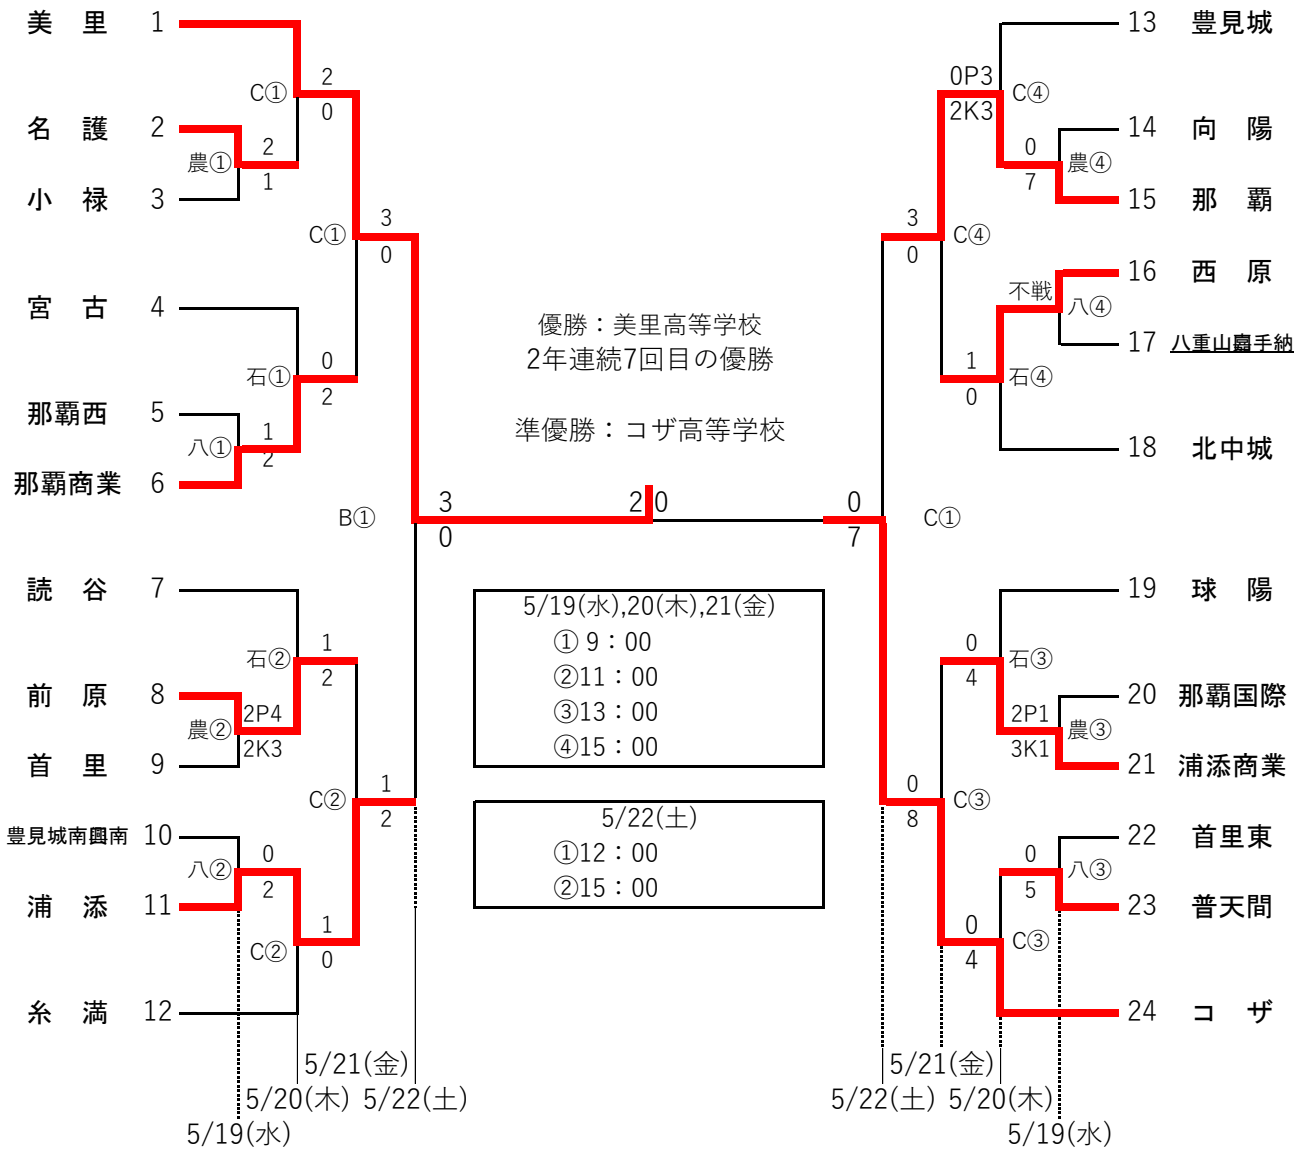 美 里 1
C① 2
0
名 護 2
農① 2
1
小 禄 3
C① 3
0
宮 古 4
石① 0
2
那覇西 5
八① 1
2
那覇商業 6
B① 3
0
読 谷 7
石② 1
2
前 原 8
農② 2P4
2K3
首 里 9
C② 1
2
豊見城南興南 10
八② 0
2
浦 添 11
C② 1
0
糸 満 12
5/21(金)
5/20(木) 5/22(土)
5/19(水)
優勝：美里高等学校
2年連続7回目の優勝
準優勝：コザ高等学校
2 0
5/19(水),20(木),21(金)
① 9：00
②11：00
③13：00
④15：00
5/22(土)
①12：00
②15：00
13 豊見城
0P3
2K3 C④
14 向 陽
0
7 農④
15 那 覇
3
0 C④
16 西 原
不戦 八④
17 八重山嘉手納
1
0 石④
18 北中城
0
7 C①
19 球 陽
0
4 石③
20 那覇国際
2P1
3K1 農③
21 浦添商業
0
8 C③
22 首里東
0
5 八③
23 普天間
0
4 C③
24 コ ザ
5/21(金)
5/22(土) 5/20(木)
5/19(水)